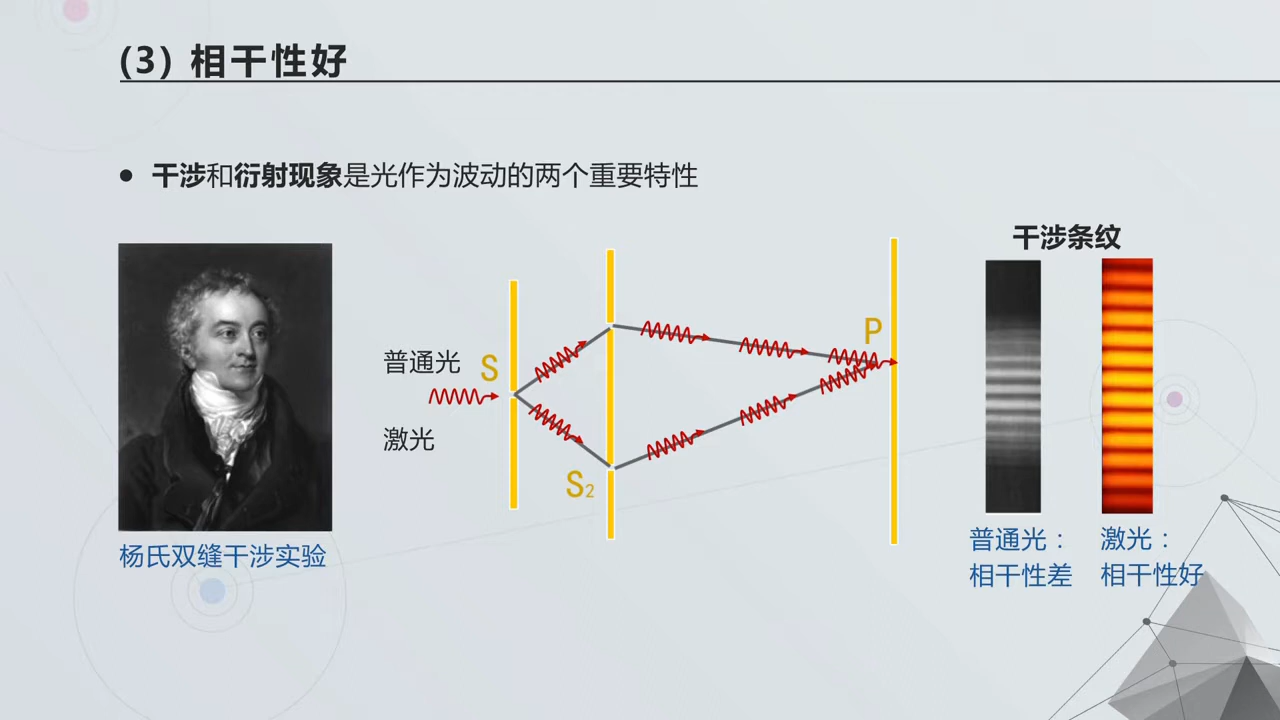 (3) 相干性好
● 干涉和衍射现象是光作为波动的两个重要特性
干涉条纹
普通光
S
激光
S2
P
杨氏双缝干涉实验
普通光：
相干性差
激光：
相干性好